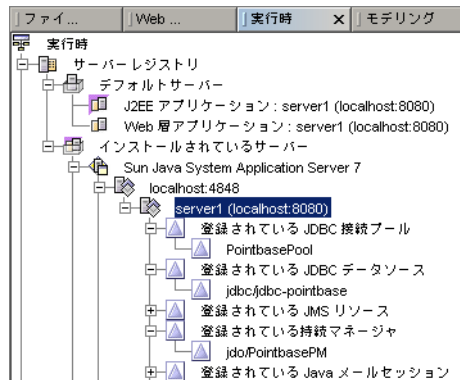 ファイ... Web ... 実行時 × モデリング
実行時
サーバーレジストリ
デフォルトサーバー
J2EE アプリケーション : server1 (localhost:8080)
Web 層アプリケーション : server1 (localhost:8080)
インストールされているサーバー
Sun Java System Application Server 7
localhost:4848
server1 (localhost:8080)
登録されている JDBC 接続プール
PointbasePool
登録されている JDBC データソース
jdbc/jdbc-pointbase
登録されている JMS リソース
登録されている持続マネージャ
jdo/PointbasePM
登録されている Java メールセッション